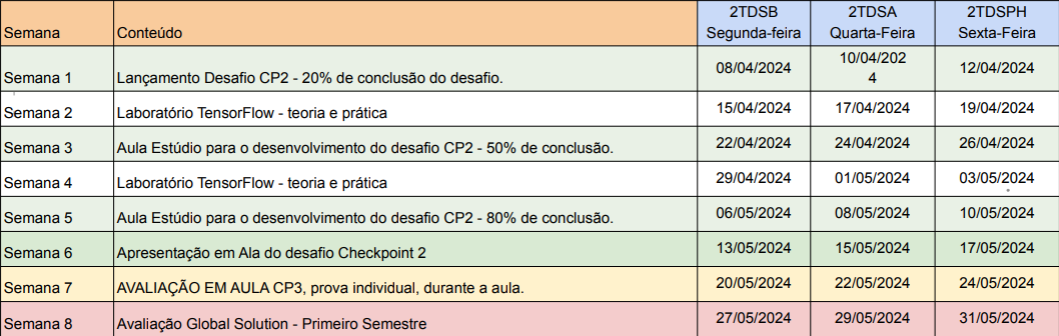 Semana Conteúdo 2TDSB Segunda-feira 2TDSA Quarta-Feira 2TDSPH Sexta-Feira
Semana 1 Lançamento Desafio CP2 - 20% de conclusão do desafio. 08/04/2024 10/04/2024 12/04/2024
Semana 2 Laboratório TensorFlow - teoria e prática 15/04/2024 17/04/2024 19/04/2024
Semana 3 Aula Estúdio para o desenvolvimento do desafio CP2 - 50% de conclusão. 22/04/2024 24/04/2024 26/04/2024
Semana 4 Laboratório TensorFlow - teoria e prática 29/04/2024 01/05/2024 03/05/2024
Semana 5 Aula Estúdio para o desenvolvimento do desafio CP2 - 80% de conclusão. 06/05/2024 08/05/2024 10/05/2024
Semana 6 Apresentação em Ala do desafio Checkpoint 2 13/05/2024 15/05/2024 17/05/2024
Semana 7 AVALIAÇÃO EM AULA CP3, prova individual, durante a aula. 20/05/2024 22/05/2024 24/05/2024
Semana 8 Avaliação Global Solution - Primeiro Semestre 27/05/2024 29/05/2024 31/05/2024